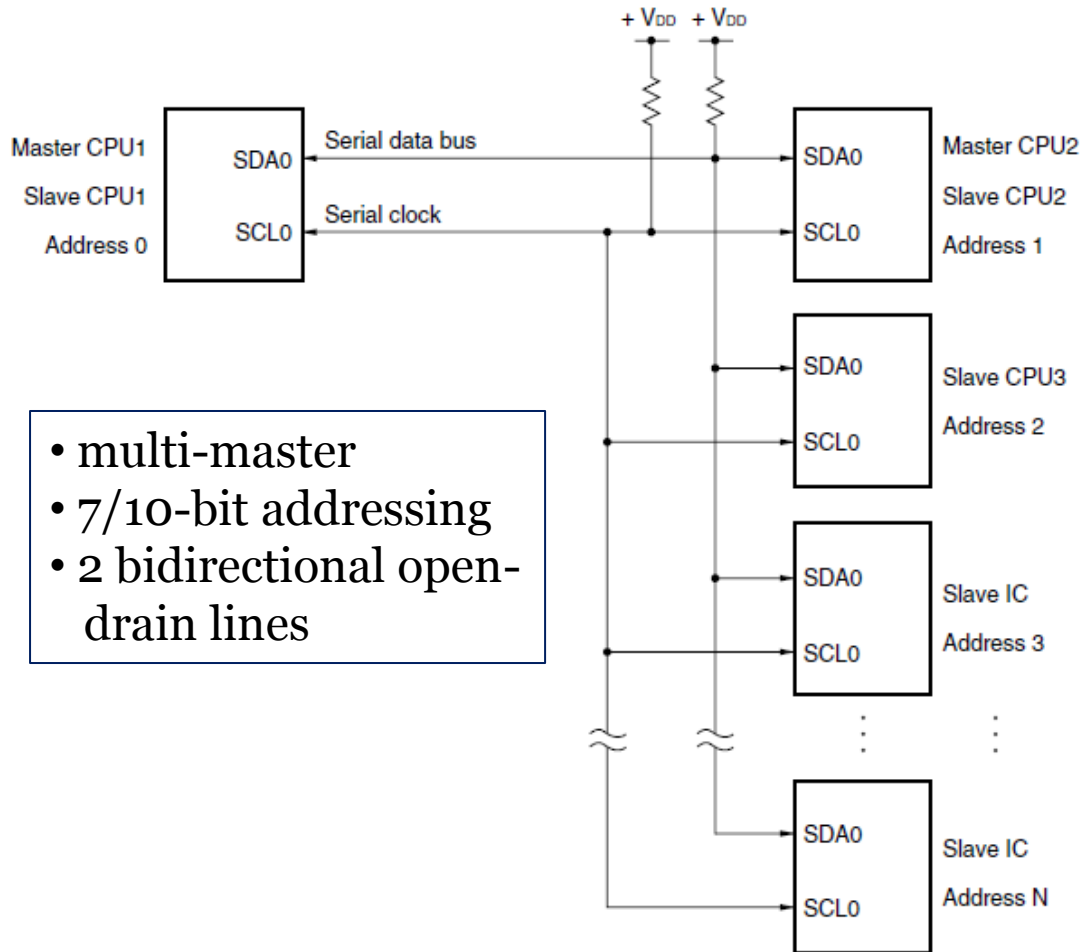 + VDD + VDD
Master CPU1
Slave CPU1
Address 0
SDA0
SCL0
Serial data bus
Serial clock
SDA0
SCL0
Master CPU2
Slave CPU2
Address 1
SDA0
SCL0
Slave CPU3
Address 2
• multi-master
• 7/10-bit addressing
• 2 bidirectional open-
drain lines
SDA0
SCL0
Slave IC
Address 3
SDA0
SCL0
Slave IC
Address N